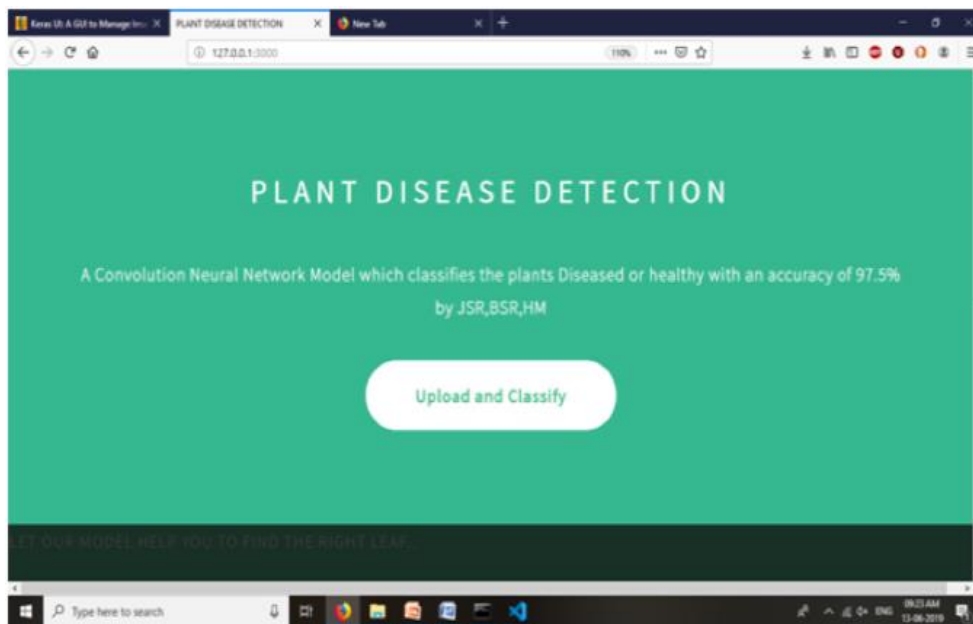 Keras UI: A GUI to Manage Im
PLANT DISEASE DETECTION
New Tab
127.0.0.1:3000
110%
PLANT DISEASE DETECTION
A Convolution Neural Network Model which classifies the plants Diseased or healthy with an accuracy of 97.5%
by JSR,BSR,HM
Upload and Classify
LET OUR MODEL HELP YOU TO FIND THE RIGHT LEAF..
Type here to search
ENG
09:23 AM
13-06-2019